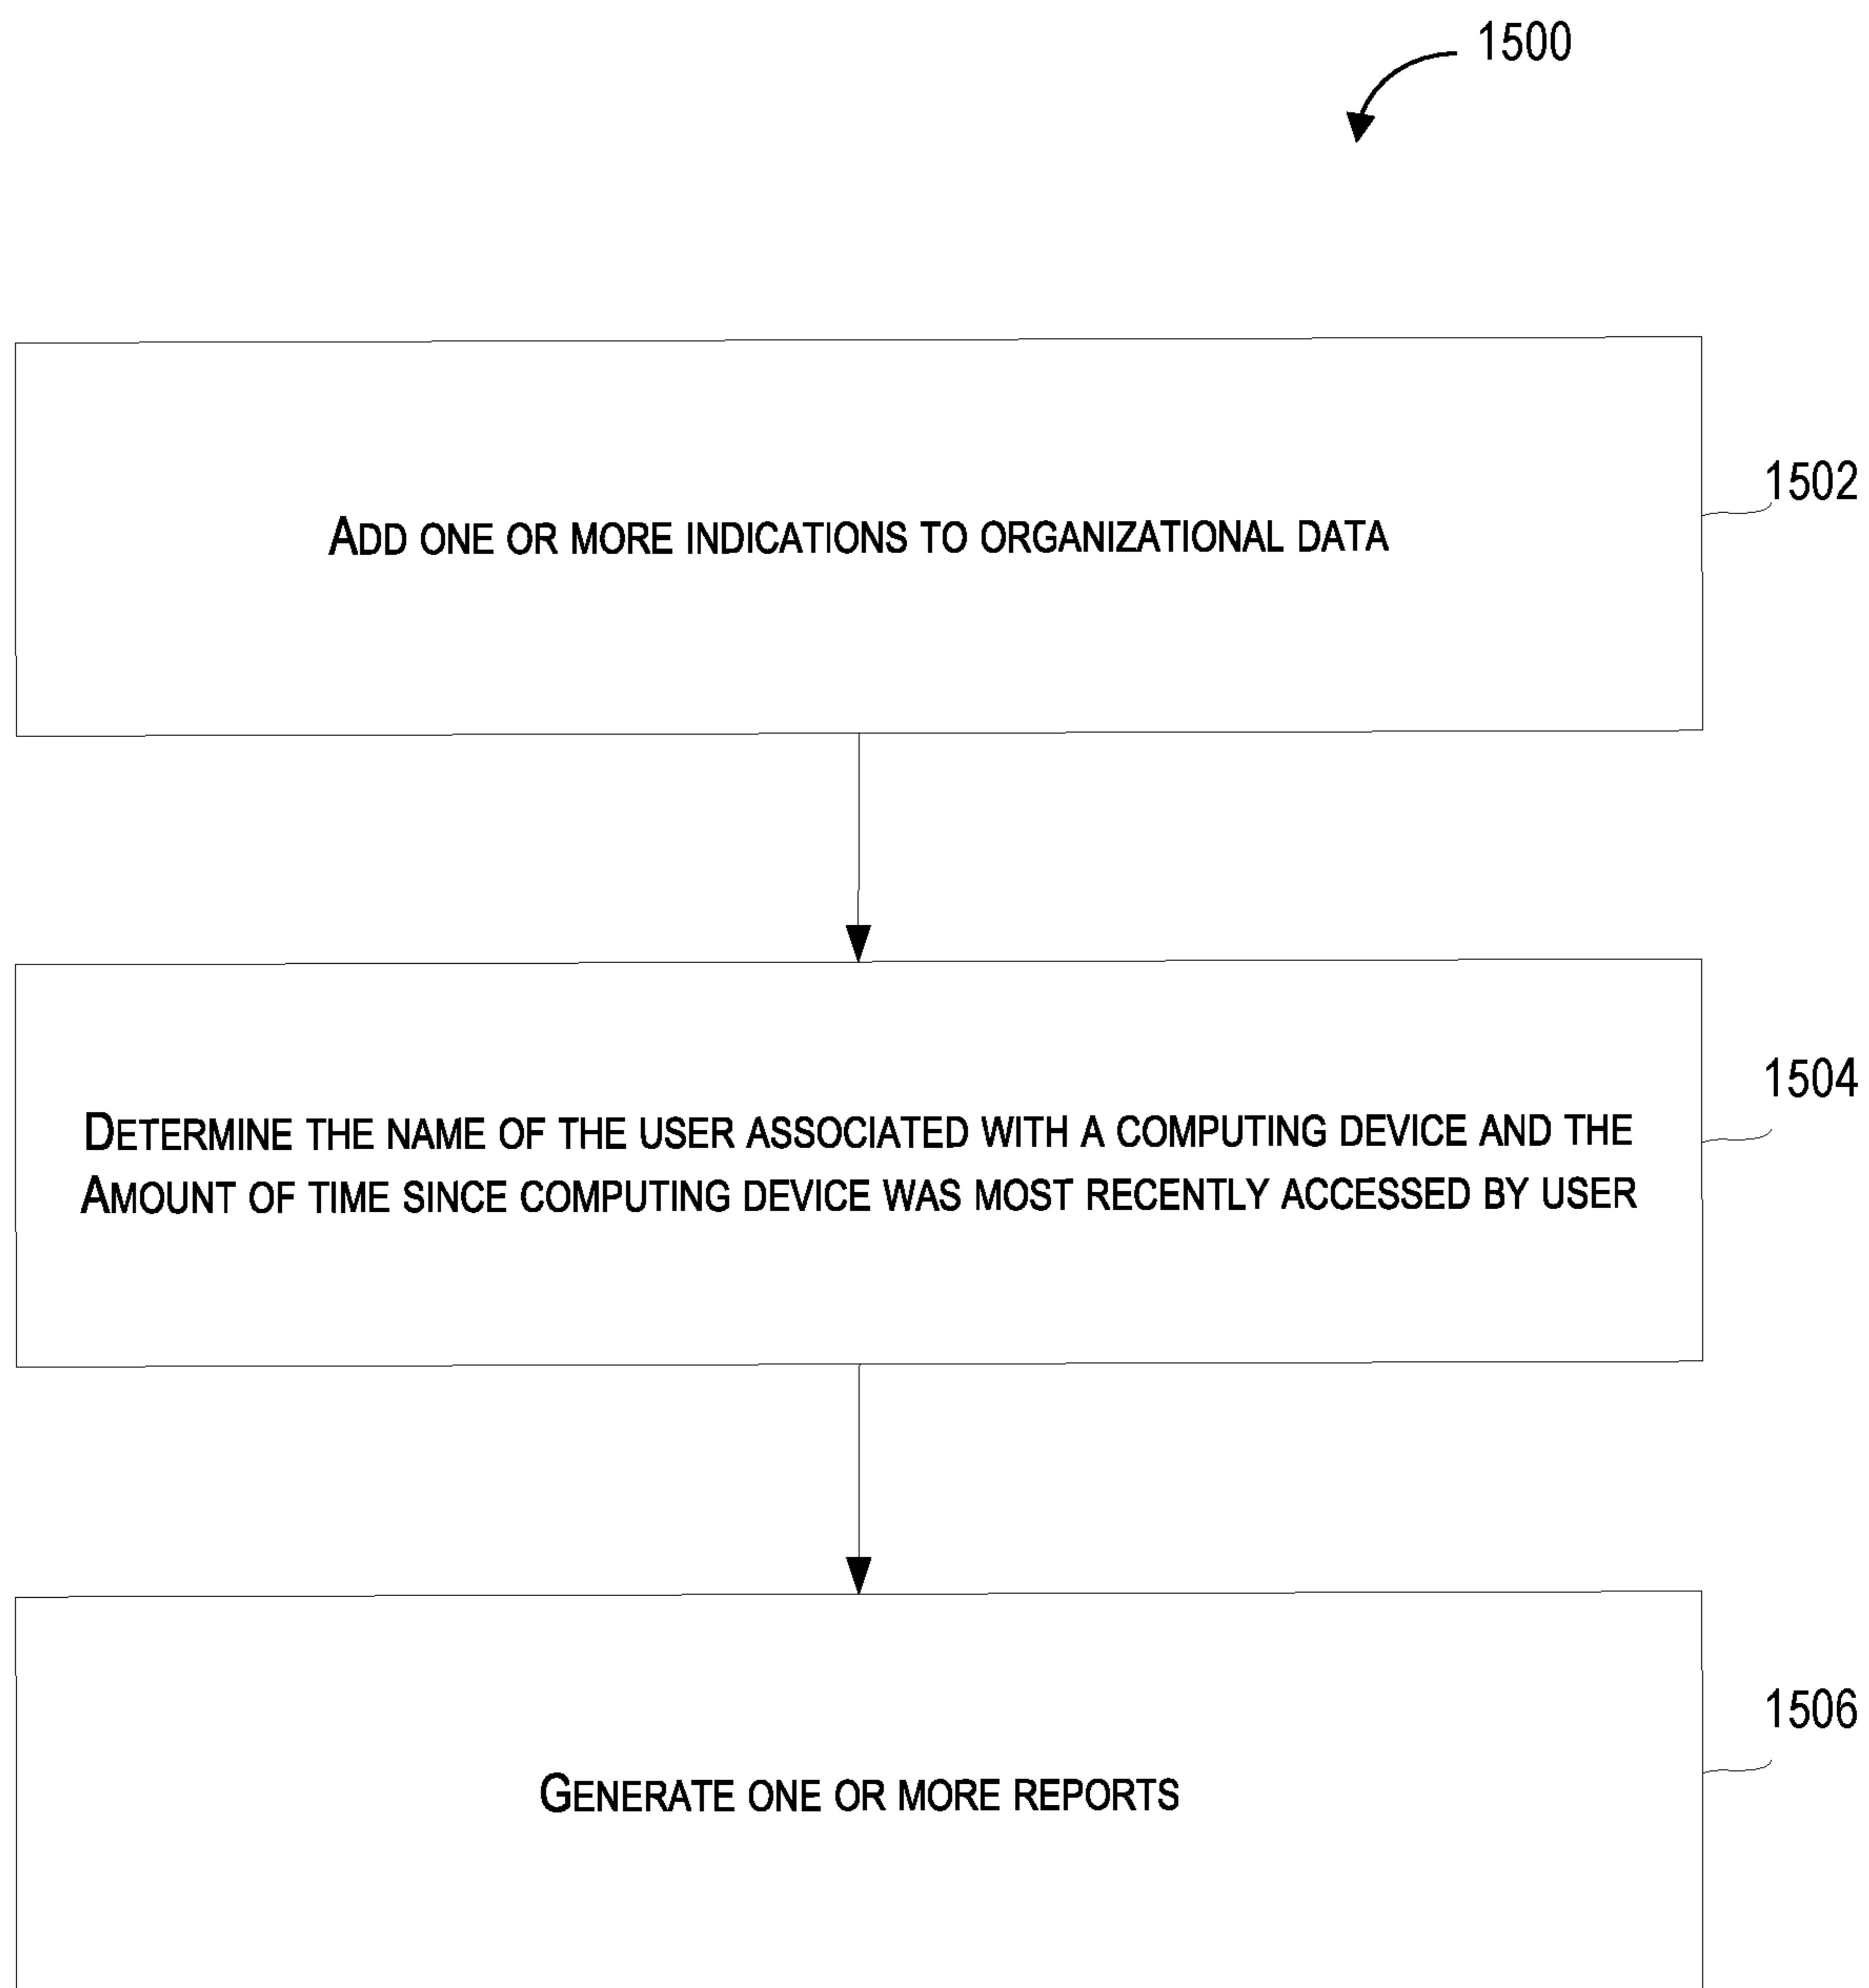 1500
1502
ADD ONE OR MORE INDICATIONS TO ORGANIZATIONAL DATA
1504
DETERMINE THE NAME OF THE USER ASSOCIATED WITH A COMPUTING DEVICE AND THE
AMOUNT OF TIME SINCE COMPUTING DEVICE WAS MOST RECENTLY ACCESSED BY USER
1506
GENERATE ONE OR MORE REPORTS